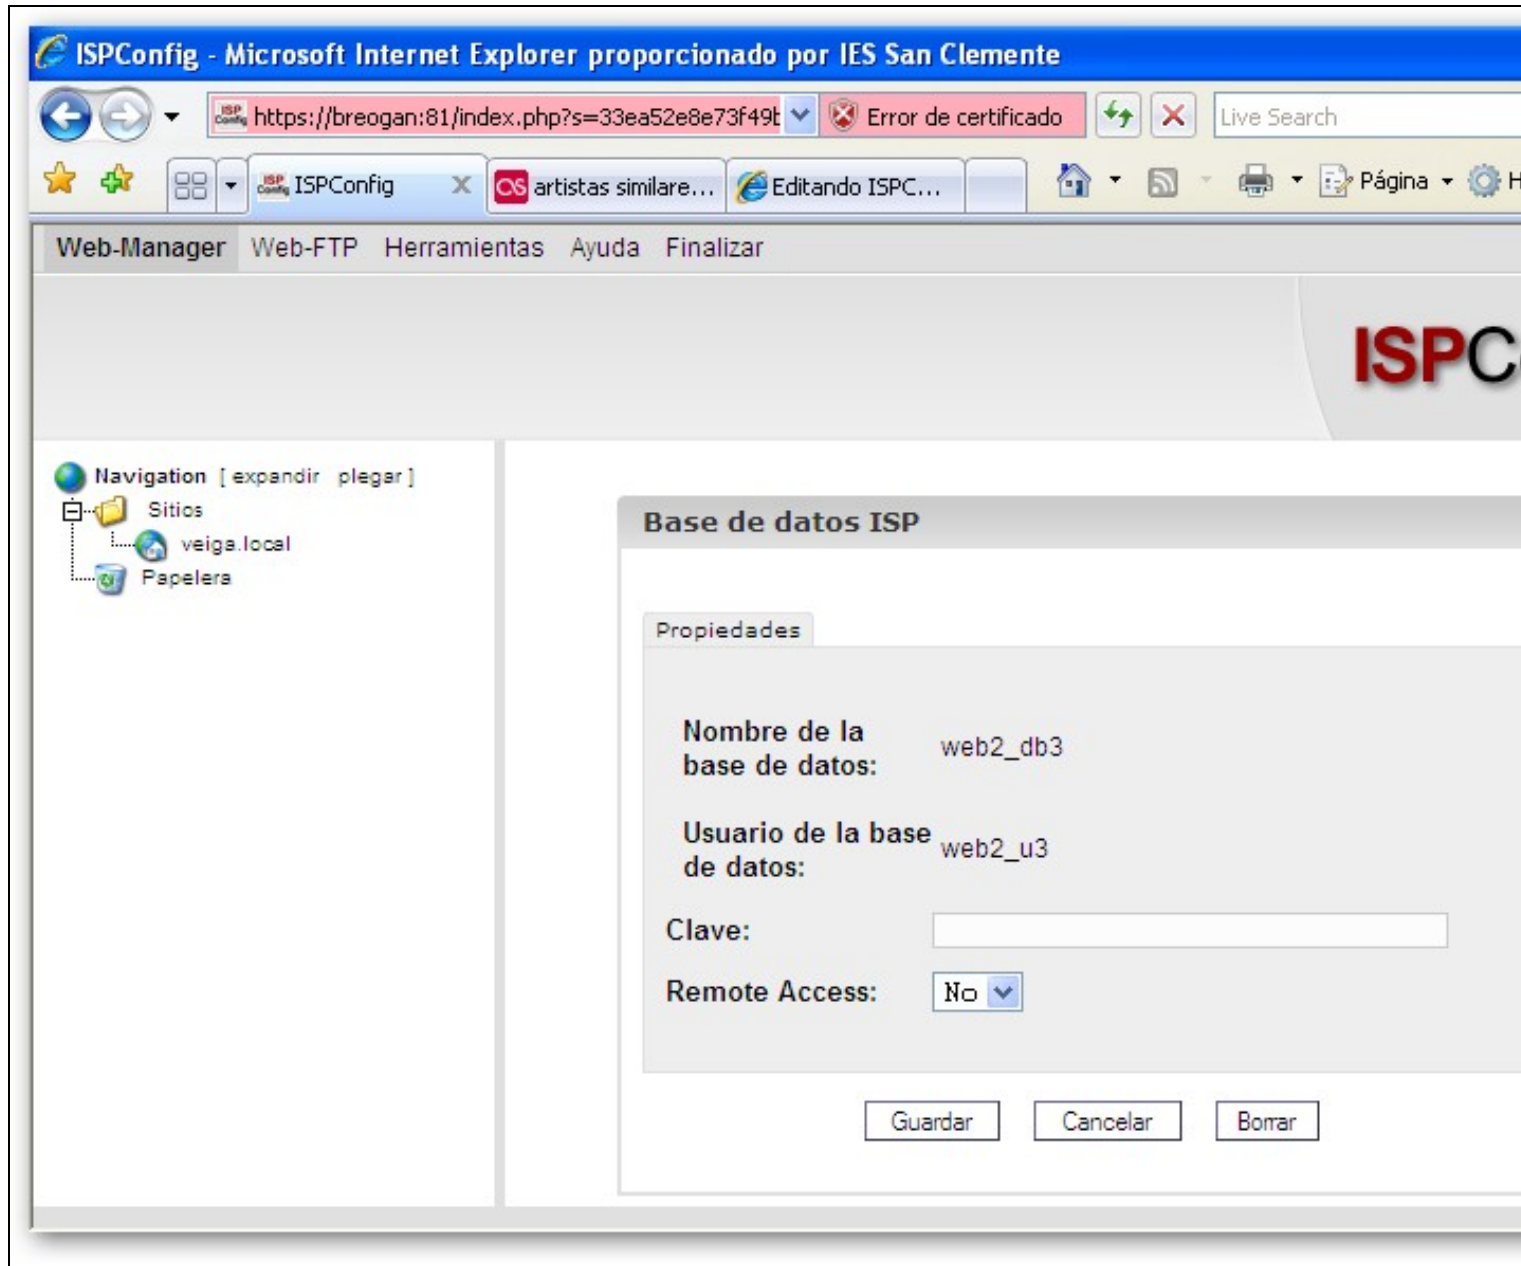 ISPConfig - Microsoft Internet Explorer proporcionado por IES San Clemente
https://breogan:81/index.php?s=33ea52e8e73f49b Error de certificado Live Search
ISPConfig X artistas similare... Editando ISPC... Página H
Web-Manager Web-FTP Herramientas Ayuda Finalizar
ISPCo
Navigation [ expandir plegar ]
Sitios
veiga.local
Papelera
Base de datos ISP
Propiedades
Nombre de la
base de datos: web2_db3
Usuario de la base
de datos: web2_u3
Clave:
Remote Access: No
Guardar Cancelar Borrar